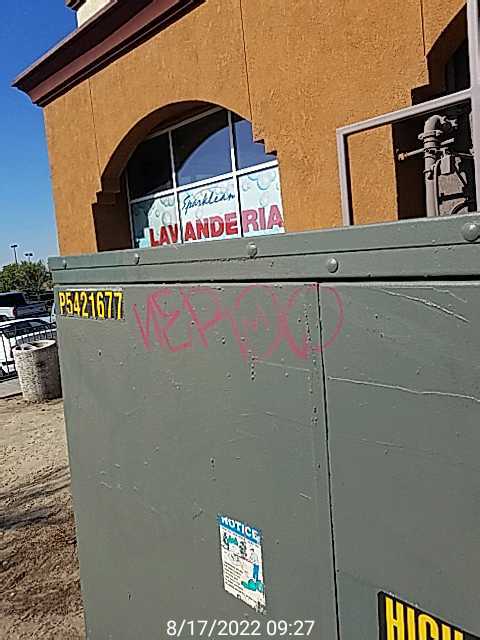 Sparklean
LAVANDERIA
P5421677
NOTICE
HIGH
8/17/2022 09:27